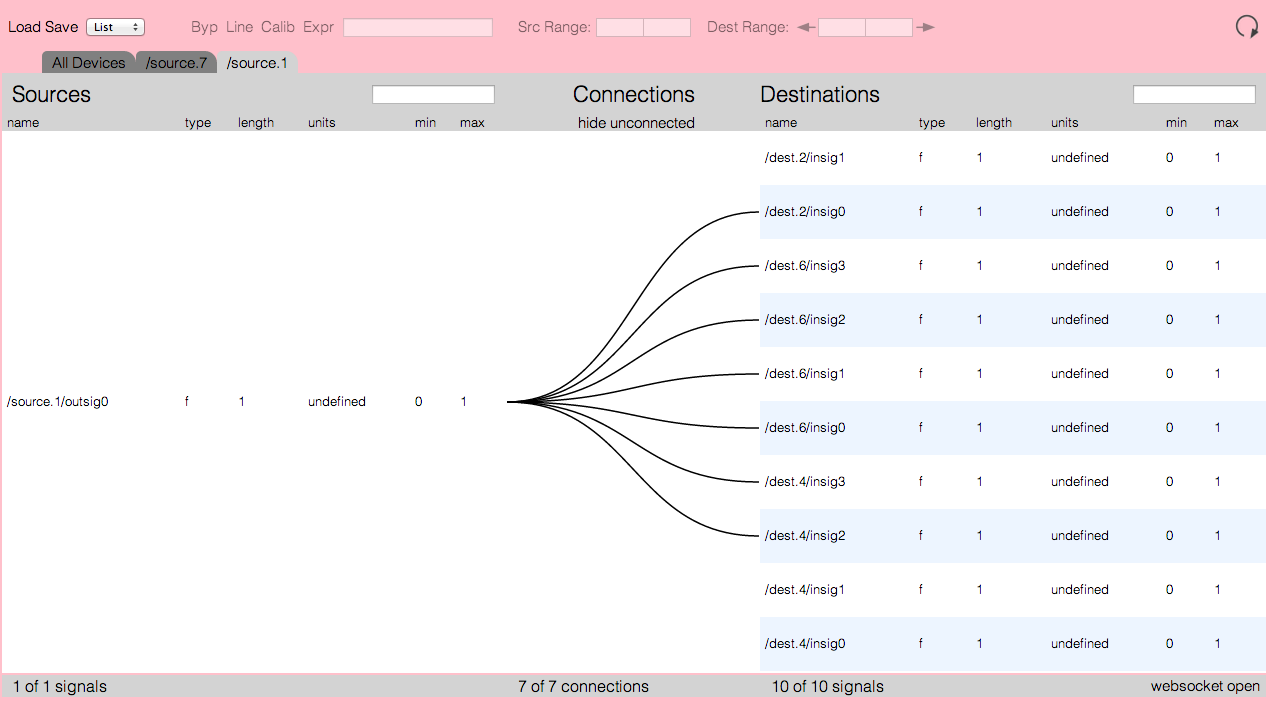 Load Save List Byp Line Calib Expr Src Range: Dest Range:
All Devices /source.7 /source.1
Sources Connections Destinations
name type length units min max hide unconnected name type length units min max
/dest.2/insig1 f 1 undefined 0 1
/dest.2/insig0 f 1 undefined 0 1
/dest.6/insig3 f 1 undefined 0 1
/dest.6/insig2 f 1 undefined 0 1
/dest.6/insig1 f 1 undefined 0 1
/source.1/outsig0 f 1 undefined 0 1
/dest.6/insig0 f 1 undefined 0 1
/dest.4/insig3 f 1 undefined 0 1
/dest.4/insig2 f 1 undefined 0 1
/dest.4/insig1 f 1 undefined 0 1
/dest.4/insig0 f 1 undefined 0 1
1 of 1 signals 7 of 7 connections 10 of 10 signals websocket open